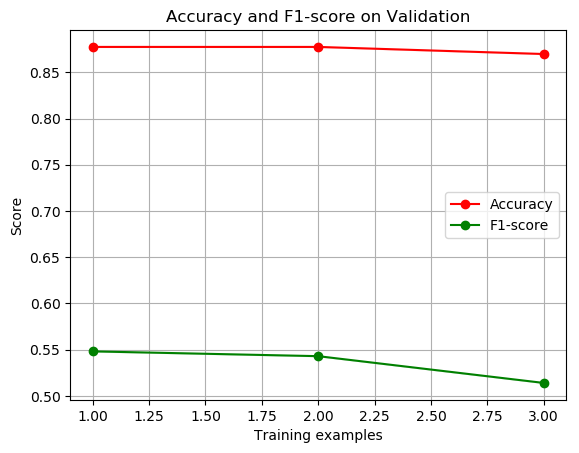 Accuracy and F1-score on Validation
Score
0.85
0.80
0.75
0.70
0.65
0.60
0.55
0.50
Accuracy
F1-score
1.00 1.25 1.50 1.75 2.00 2.25 2.50 2.75 3.00
Training examples